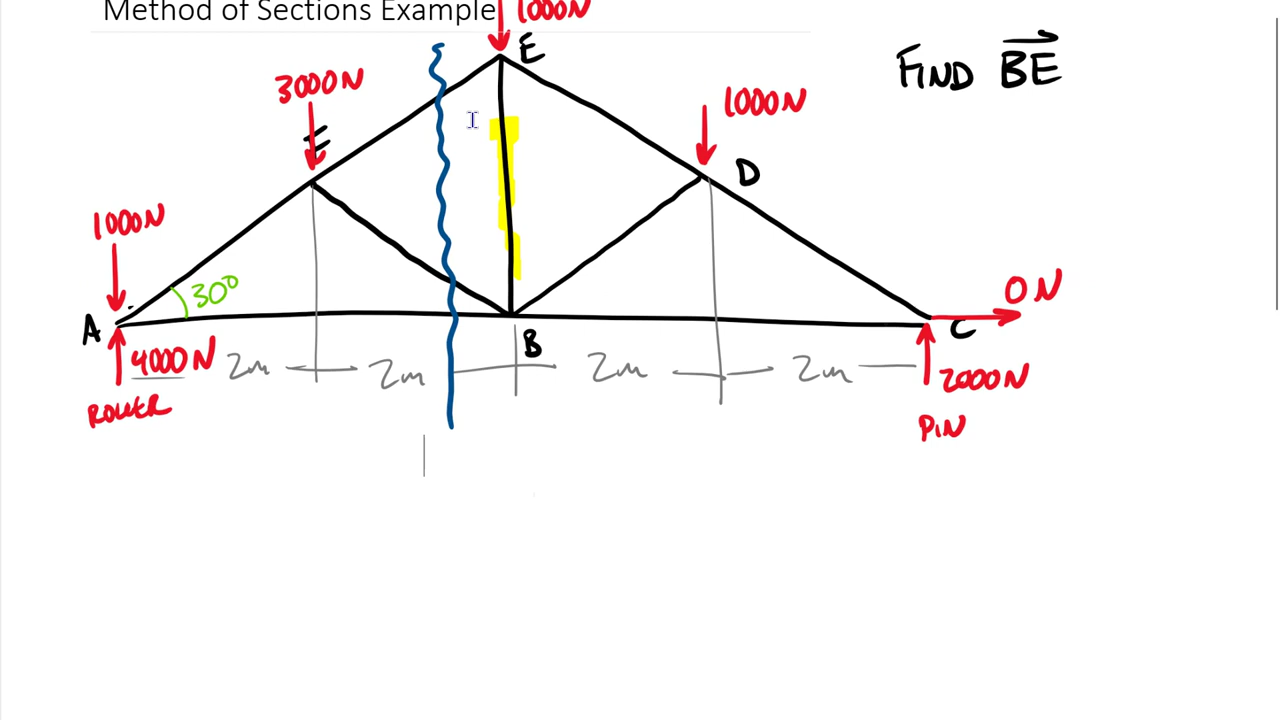 Method of Sections Example
1000N
E
FIND BE
3000N
1000N
F
D
1000N
30°
0N
A
4000N
2m
2m
B
2m
2m
C
2000N
ROLLER
PIN